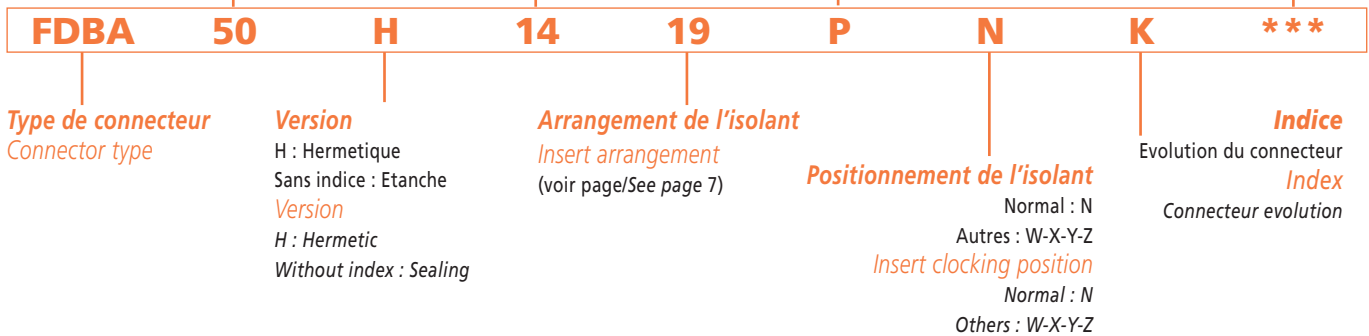 FDBA 50 H 14 19 P N K ***
Type de connecteur
Connector type
Version
H : Hermetique
Sans indice : Etanche
Version
H : Hermetic
Without index : Sealing
Arrangement de l'isolant
Insert arrangement
(voir page/See page 7)
Positionnement de l'isolant
Normal : N
Autres : W-X-Y-Z
Insert clocking position
Normal : N
Others : W-X-Y-Z
Indice
Evolution du connecteur
Index
Connecteur evolution